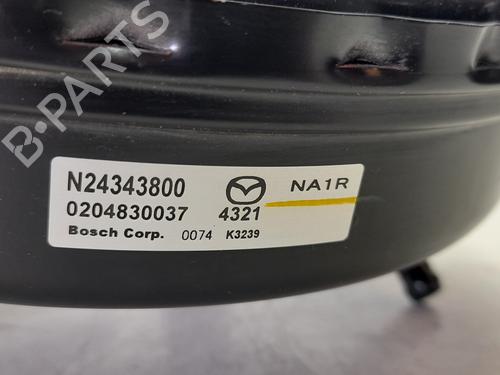 B-PARTS
N24343800 NA1R
0204830037 4321
Bosch Corp. 0074 K3239